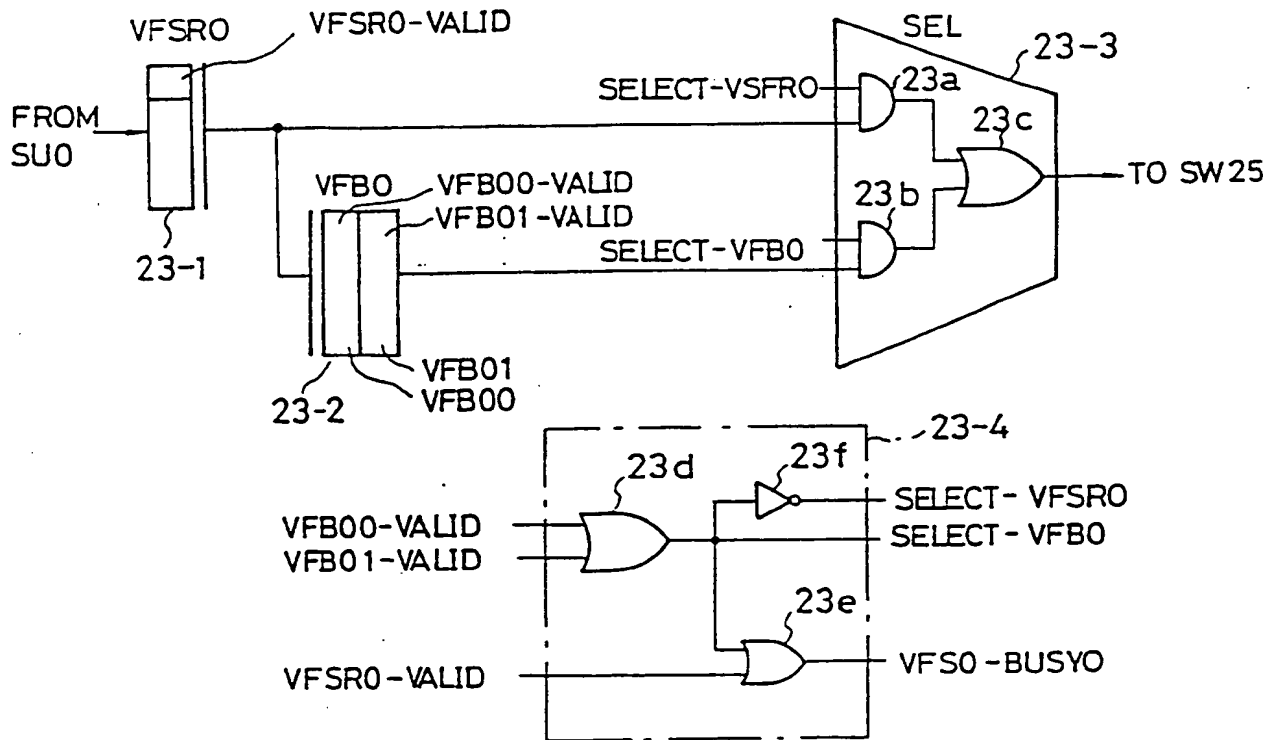 VFSR0
VFSR0-VALID
SEL
23-3
FROM
SU0
SELECT-VSFR0
23a
23c
TO SW25
VFB0
VFB00-VALID
VFB01-VALID
23b
SELECT-VFB0
23-1
VFB01
VFB00
23-2
23-4
23d
23f
VFB00-VALID
VFB01-VALID
SELECT-VFSR0
SELECT-VFB0
23e
VFSR0-VALID
VFS0-BUSY0